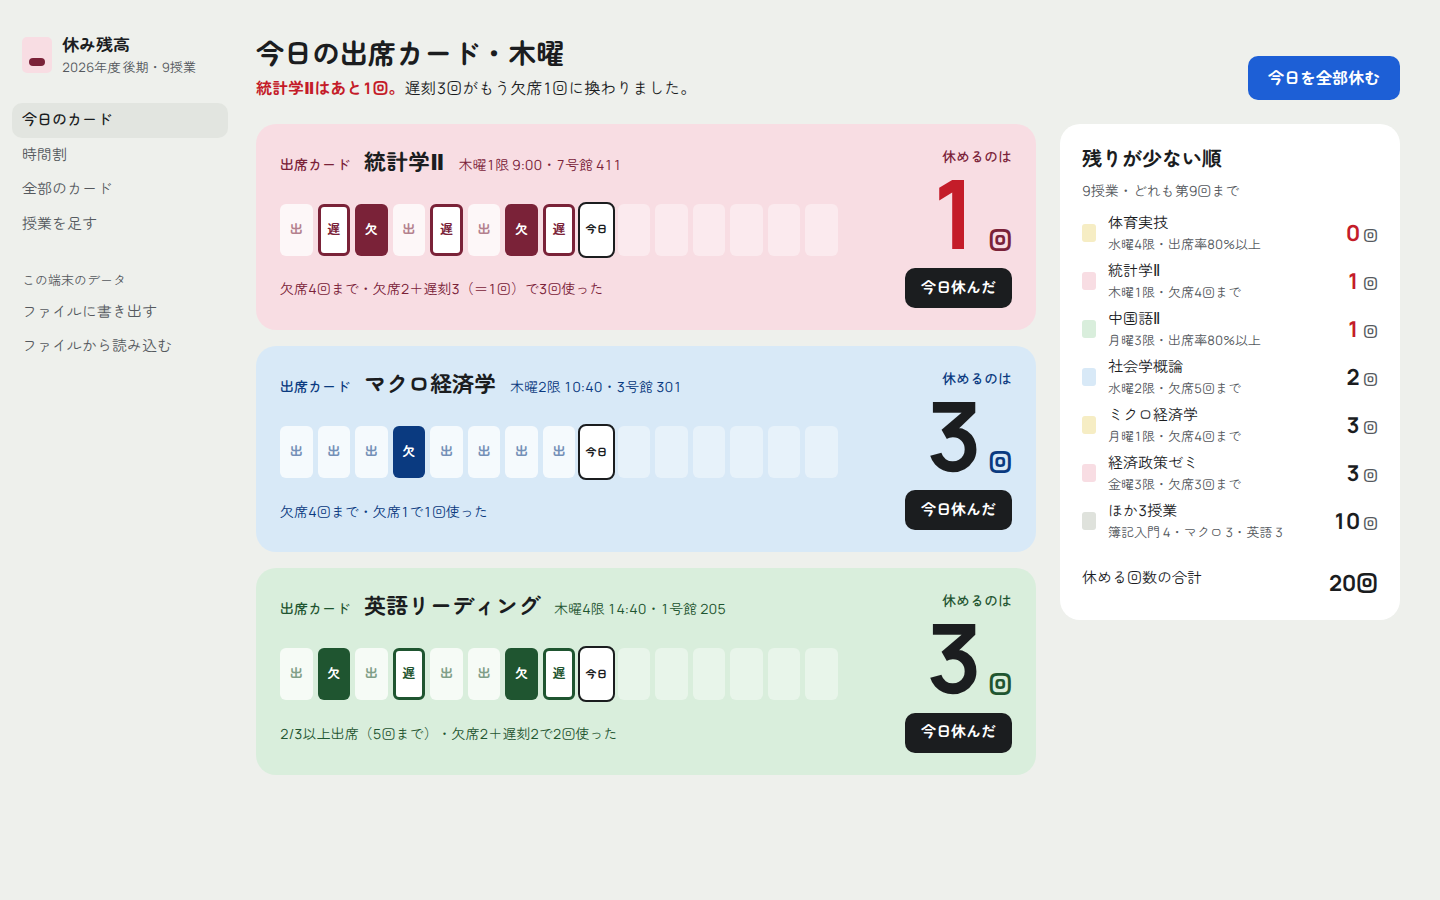 休み残高
2026年度後期・9授業
今日のカード
時間割
全部のカード
授業を足す
この端末のデータ
ファイルに書き出す
ファイルから読み込む
今日の出席カード・木曜
統計学Ⅱはあと1回。遅刻3回がもう欠席1回に換わりました。
今日を全部休む
出席カード 統計学Ⅱ 木曜1限 9:00・7号館 411
出 遅 欠 出 遅 出 欠 遅 今日
欠席4回まで・欠席2＋遅刻3（＝1回）で3回使った
休めるのは
1回
今日休んだ
出席カード マクロ経済学 木曜2限 10:40・3号館 301
出 出 出 欠 出 出 出 出 今日
欠席4回まで・欠席1で1回使った
休めるのは
3回
今日休んだ
出席カード 英語リーディング 木曜4限 14:40・1号館 205
出 欠 出 遅 出 出 欠 遅 今日
2/3以上出席（5回まで）・欠席2＋遅刻2で2回使った
休めるのは
3回
今日休んだ
残りが少ない順
9授業・どれも第9回まで
体育実技
水曜4限・出席率80%以上
0回
統計学Ⅱ
木曜1限・欠席4回まで
1回
中国語Ⅱ
月曜3限・出席率80%以上
1回
社会学概論
水曜2限・欠席5回まで
2回
ミクロ経済学
月曜1限・欠席4回まで
3回
経済政策ゼミ
金曜3限・欠席3回まで
3回
ほか3授業
簿記入門 4・マクロ 3・英語 3
10回
休める回数の合計
20回